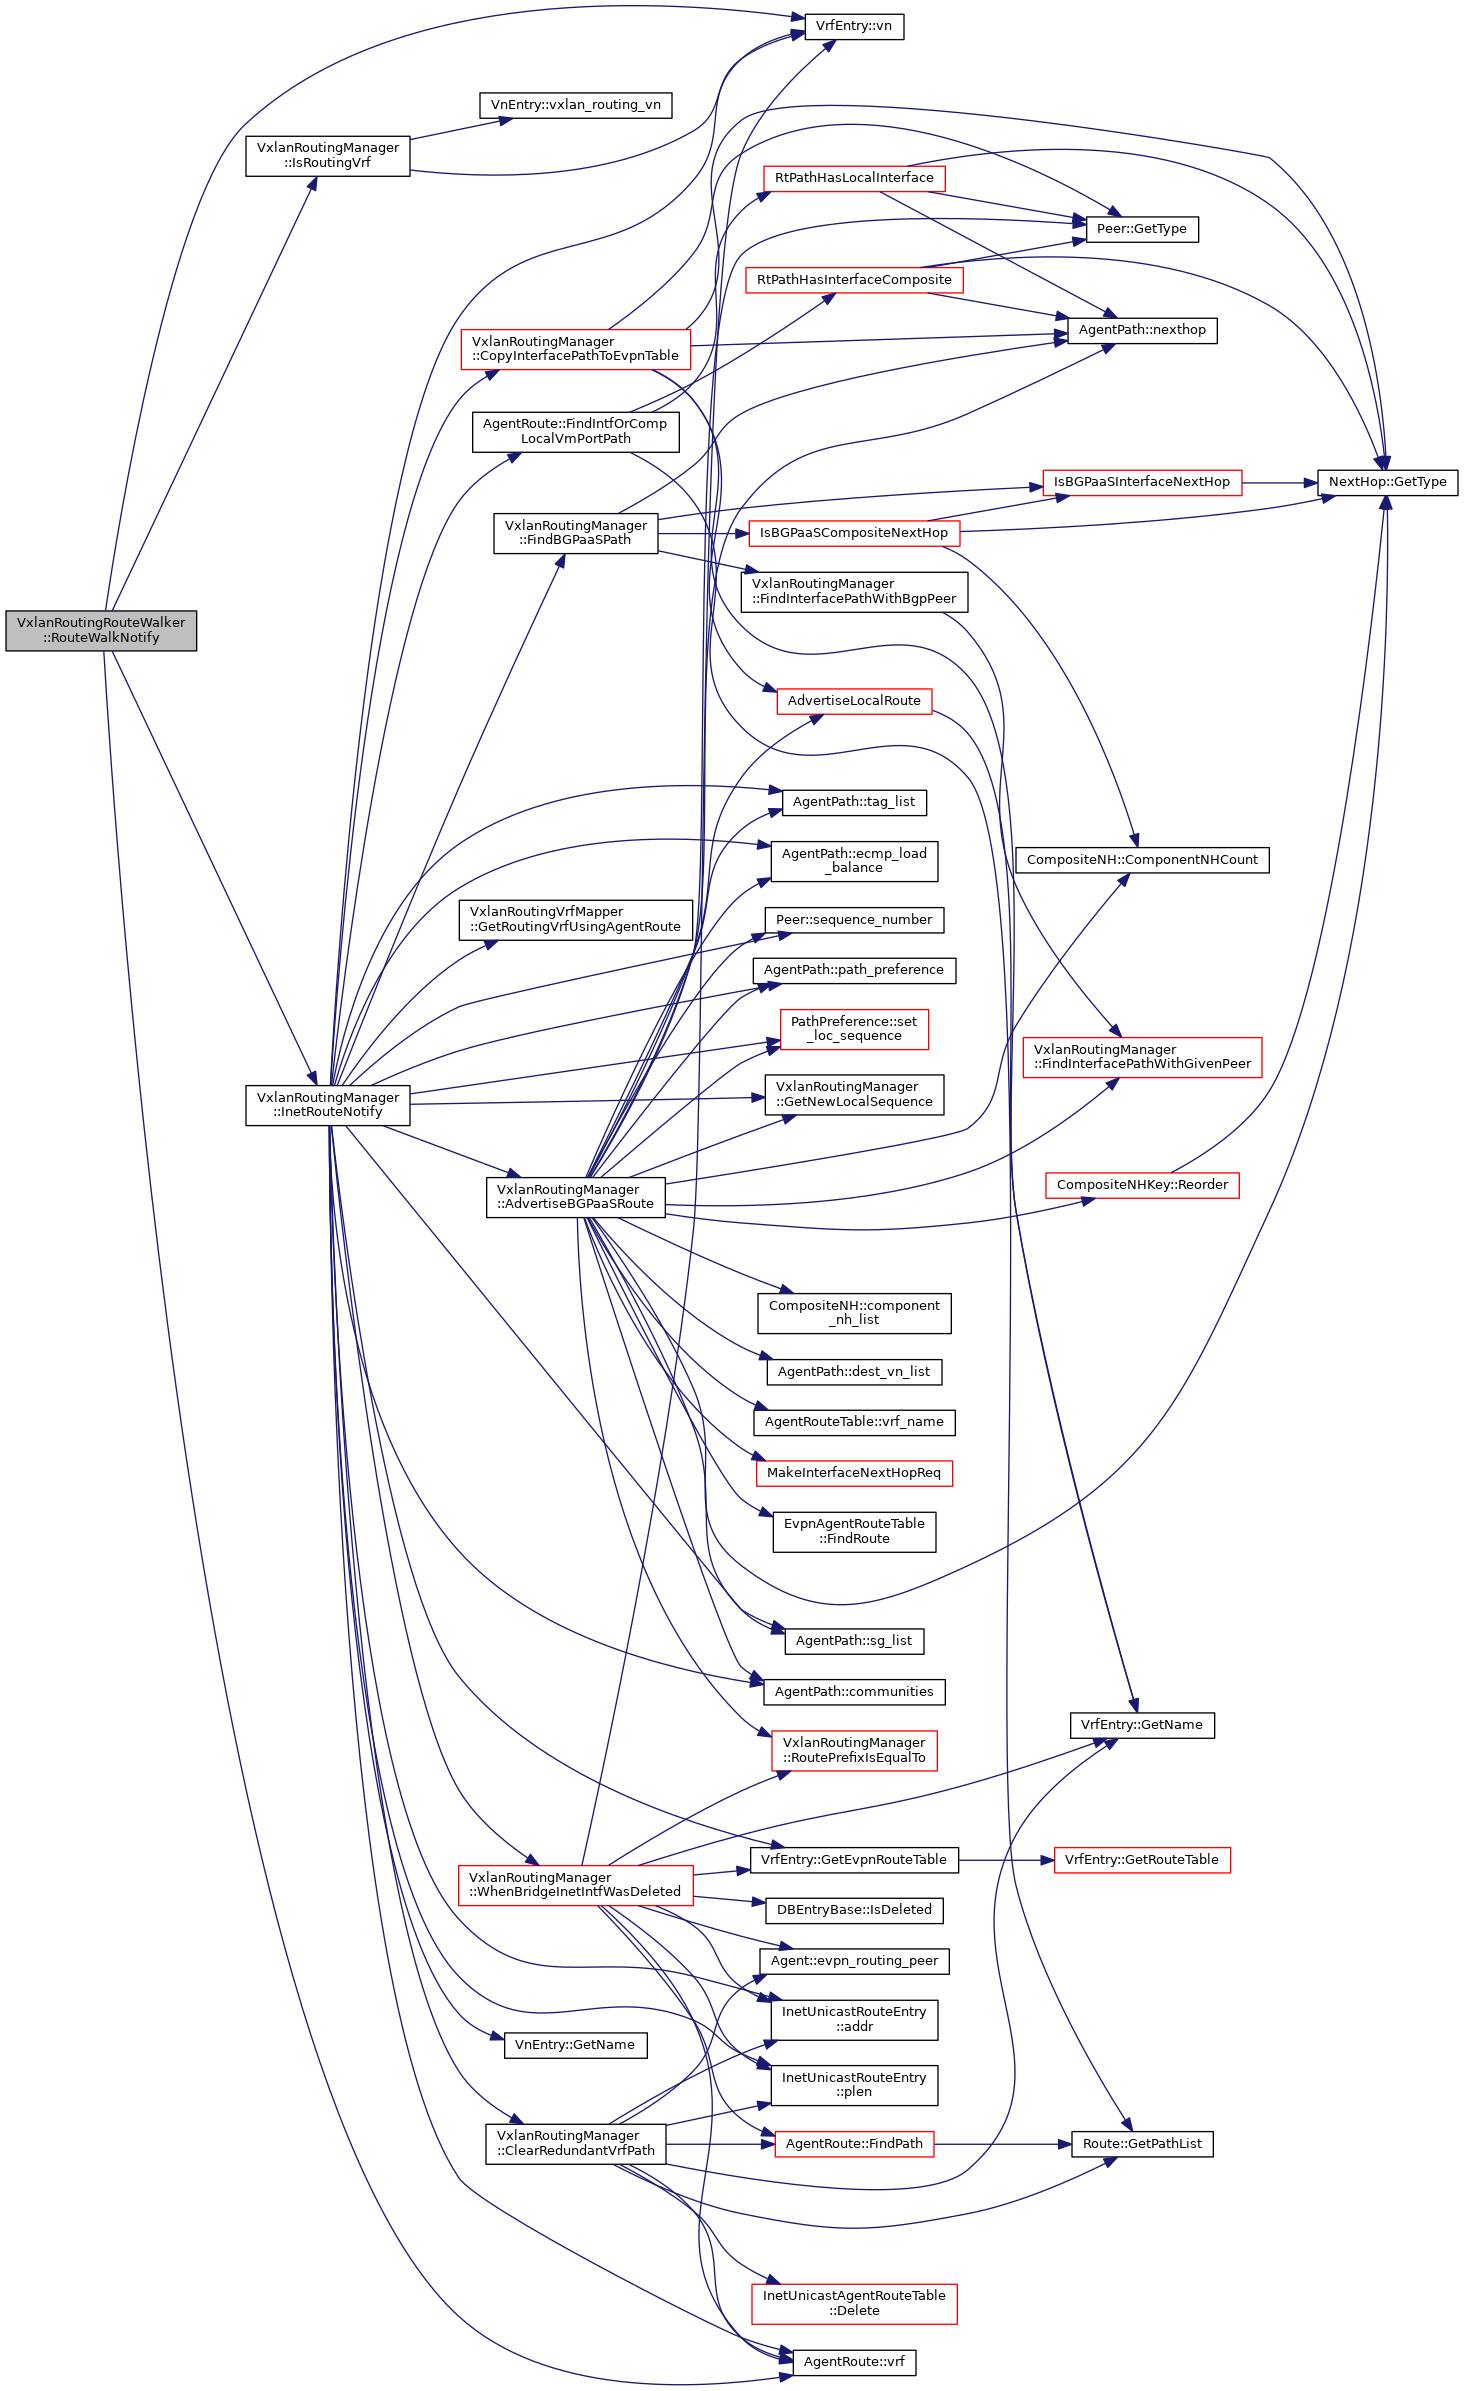 VrfEntry::vn
VnEntry::vxlan_routing_vn
VxlanRoutingManager
::IsRoutingVrf
RtPathHasLocalInterface
Peer::GetType
RtPathHasInterfaceComposite
AgentPath::nexthop
VxlanRoutingManager
::CopyInterfacePathToEvpnTable
AgentRoute::FindIntfOrComp
LocalVmPortPath
IsBGPaaSInterfaceNextHop
NextHop::GetType
VxlanRoutingManager
::FindBGPaaSPath
IsBGPaaSCompositeNextHop
VxlanRoutingManager
::FindInterfacePathWithBgpPeer
VxlanRoutingRouteWalker
::RouteWalkNotify
AdvertiseLocalRoute
AgentPath::tag_list
AgentPath::ecmp_load
_balance
CompositeNH::ComponentNHCount
VxlanRoutingVrfMapper
::GetRoutingVrfUsingAgentRoute
Peer::sequence_number
AgentPath::path_preference
PathPreference::set
_loc_sequence
VxlanRoutingManager
::FindInterfacePathWithGivenPeer
VxlanRoutingManager
::InetRouteNotify
VxlanRoutingManager
::GetNewLocalSequence
VxlanRoutingManager
::AdvertiseBGPaaSRoute
CompositeNHKey::Reorder
CompositeNH::component
_nh_list
AgentPath::dest_vn_list
AgentRouteTable::vrf_name
MakeInterfaceNextHopReq
EvpnAgentRouteTable
::FindRoute
AgentPath::sg_list
AgentPath::communities
VrfEntry::GetName
VxlanRoutingManager
::RoutePrefixIsEqualTo
VrfEntry::GetEvpnRouteTable
VrfEntry::GetRouteTable
VxlanRoutingManager
::WhenBridgeInetIntfWasDeleted
DBEntryBase::IsDeleted
Agent::evpn_routing_peer
InetUnicastRouteEntry
::addr
VnEntry::GetName
InetUnicastRouteEntry
::plen
VxlanRoutingManager
::ClearRedundantVrfPath
AgentRoute::FindPath
Route::GetPathList
InetUnicastAgentRouteTable
::Delete
AgentRoute::vrf